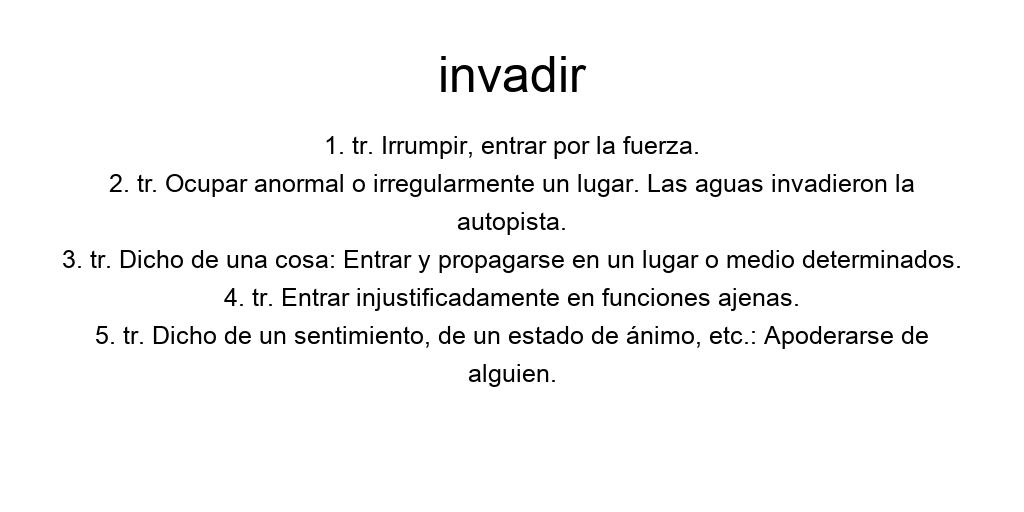 invadir
1. tr. Irrumpir, entrar por la fuerza.
2. tr. Ocupar anormal o irregularmente un lugar. Las aguas invadieron la
autopista.
3. tr. Dicho de una cosa: Entrar y propagarse en un lugar o medio determinados.
4. tr. Entrar injustificadamente en funciones ajenas.
5. tr. Dicho de un sentimiento, de un estado de ánimo, etc.: Apoderarse de
alguien.